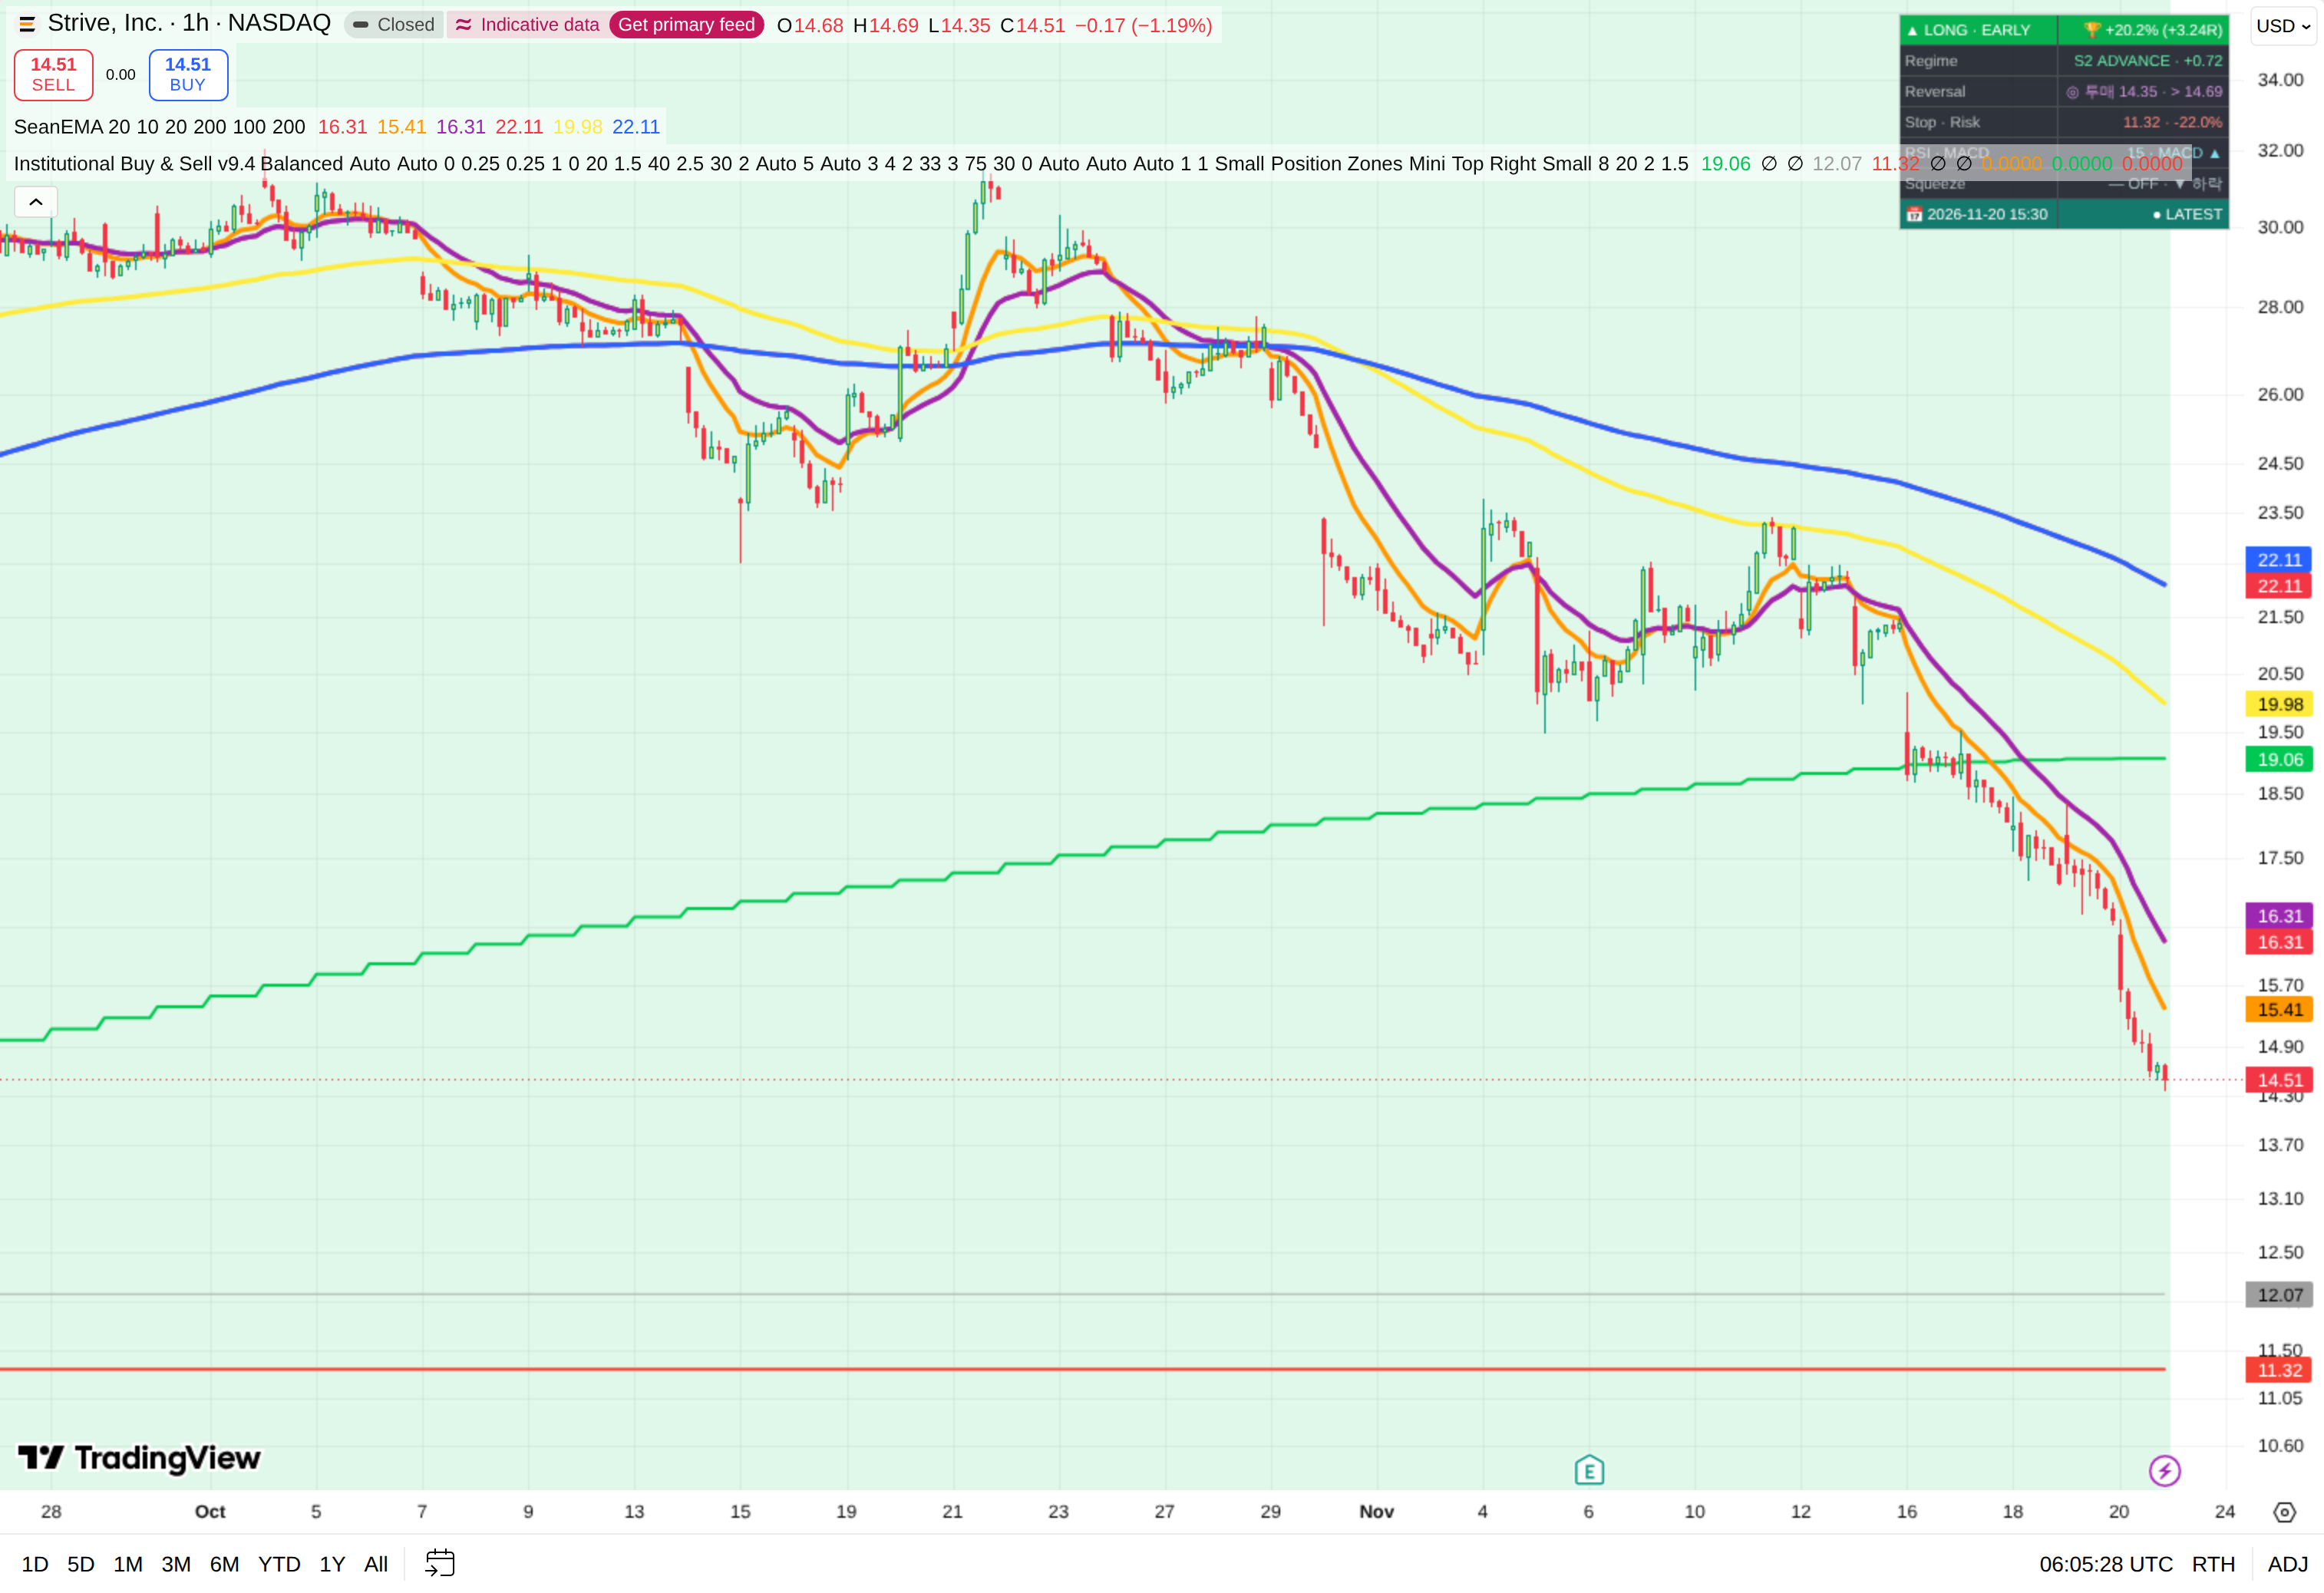 Strive, Inc. · 1h · NASDAQ Closed Indicative data Get primary feed O14.68 H14.69 L14.35 C14.51 −0.17 (−1.19%)
14.51 SELL 0.00 14.51 BUY
SeanEMA 20 10 20 200 100 200 16.31 15.41 16.31 22.11 19.98 22.11
Institutional Buy & Sell v9.4 Balanced Auto Auto 0 0.25 0.25 1 0 20 1.5 40 2.5 30 2 Auto 5 Auto 3 4 2 33 3 75 30 0 Auto Auto Auto 1 1 Small Position Zones Mini Top Right Small 8 20 2 1.5 19.06 ∅ ∅ 12.07 11.32 ∅ ∅ 0.0000 0.0000 0.0000
▲ LONG · EARLY 🏆 +20.2% (+3.24R)
Regime S2 ADVANCE · +0.72
Reversal ◎ 투매 14.35 · > 14.69
Stop · Risk 11.32 · -22.0%
RSI · MACD 15 · MACD ▲
Squeeze — OFF · ▼ 하락
📅 2026-11-20 15:30 ● LATEST
USD
34.00
32.00
30.00
28.00
26.00
24.50
23.50
22.11
22.11
21.50
20.50
19.98
19.50
19.06
18.50
17.50
16.31
16.31
15.70
15.41
14.90
14.51
14.30
13.70
13.10
12.50
12.07
11.50
11.32
11.05
10.60
TradingView
E
28 Oct 5 7 9 13 15 19 21 23 27 29 Nov 4 6 10 12 16 18 20 24
1D 5D 1M 3M 6M YTD 1Y All 06:05:28 UTC RTH ADJ